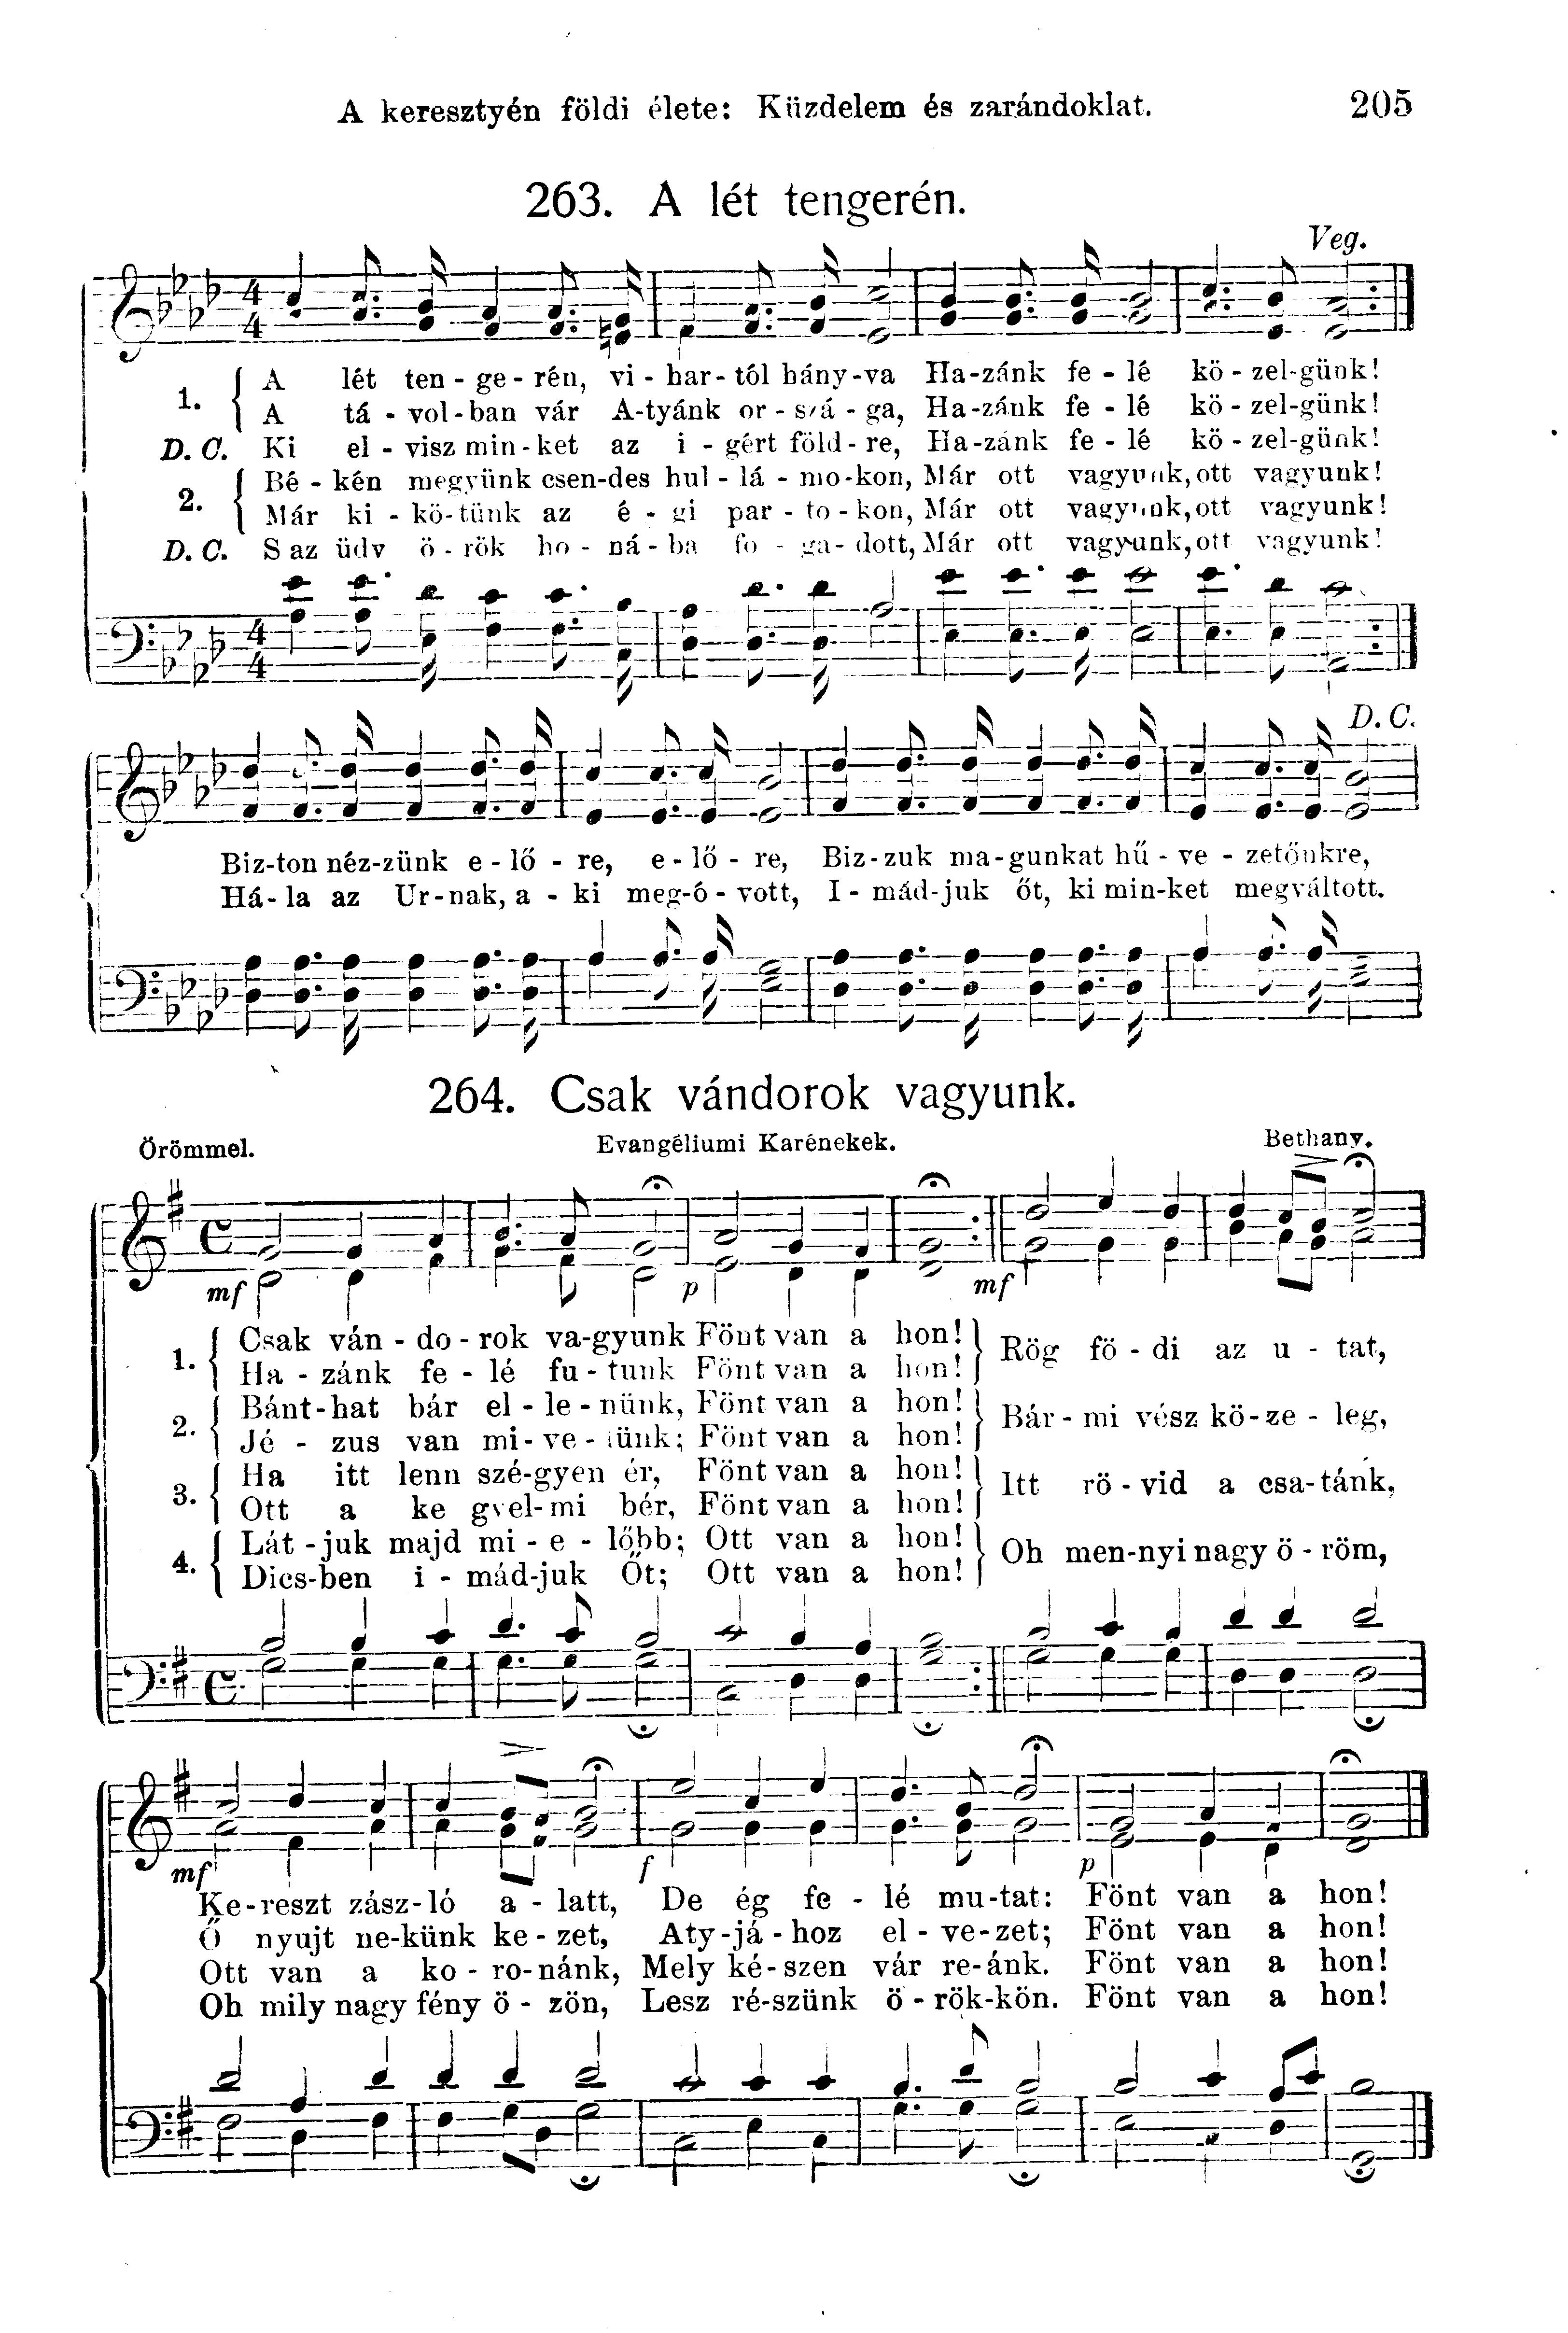 A keresztyén földi élete: Küzdelem és zarándoklat. 205
263. A lét tengerén.
Veg.
1. A lét ten - ge - rén, vi - har - tól hány - va Ha - zánk fe - lé kö - zel - günk!
A tá - vol - ban vár A - tyánk or - szá - ga, Ha - zánk fe - lé kö - zel - günk!
D. C. Ki el - visz min - ket az i - gért föld - re, Ha - zánk fe - lé kö - zel - günk!
2. Bé - kén megyünk csen - des hul - lá - mo - kon, Már ott vagyunk, ott vagyunk!
Már ki - kö - tünk az é - gi par - to - kon, Már ott vagyunk, ott vagyunk!
D. C. S az üdv ö - rök ho - ná - ba fo - ga - dott, Már ott vagyunk, ott vagyunk!
D. C.
Biz - ton néz - zünk e - lő - re, e - lő - re, Biz - zuk ma - gunkat hű - ve - zetőnkre,
Há - la az Ur - nak, a - ki meg - ó - vott, I - mád - juk őt, ki min - ket megváltott.
264. Csak vándorok vagyunk.
Örömmel. Evangéliumi Karénekek. Bethany.
mf p mf
1. Csak ván - do - rok va - gyunk Fönt van a hon! Rög fö - di az u - tat,
Ha - zánk fe - lé fu - tunk Fönt van a hon!
2. Bánt - hat bár el - le - nünk, Fönt van a hon! Bár - mi vész kö - ze - leg,
Jé - zus van mi - ve - lünk; Fönt van a hon!
3. Ha itt lenn szé - gyen ér, Fönt van a hon! Itt rö - vid a csa - tánk,
Ott a ke gyel - mi bér, Fönt van a hon!
4. Lát - juk majd mi - e - lőbb; Ott van a hon! Oh men - nyi nagy ö - röm,
Dics - ben i - mád - juk Őt; Ott van a hon!
mf f p
Ke - reszt zász - ló a - latt, De ég fe - lé mu - tat: Fönt van a hon!
Ő nyujt ne - künk ke - zet, Aty - já - hoz el - ve - zet; Fönt van a hon!
Ott van a ko - ro - nánk, Mely ké - szen vár re - ánk. Fönt van a hon!
Oh mily nagy fény ö - zön, Lesz ré - szünk ö - rök - kön. Fönt van a hon!